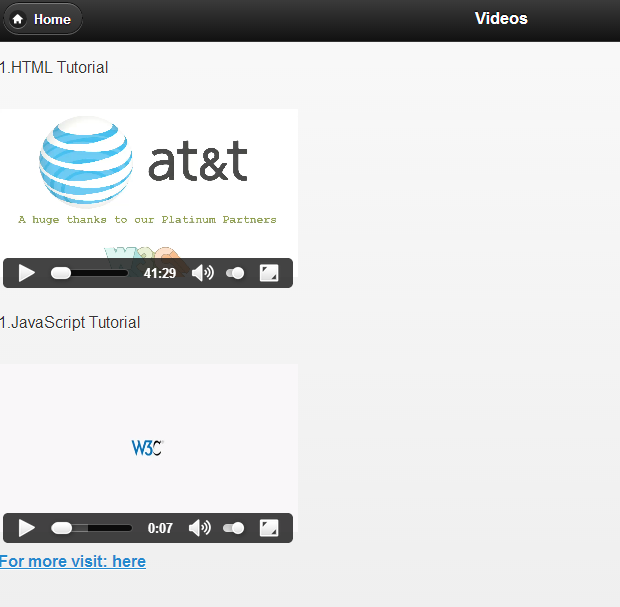 Home
Videos
1.HTML Tutorial
at&t
A huge thanks to our Platinum Partners
41:29
1.JavaScript Tutorial
W3C
0:07
For more visit: here